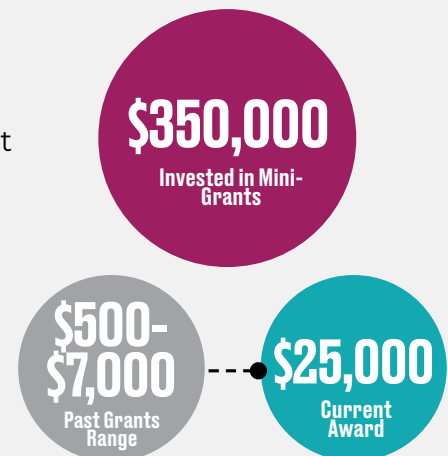 $350,000
Invested in Mini-
Grants
t
$500-
$7,000
Past Grants
Range
$25,000
Current
Award